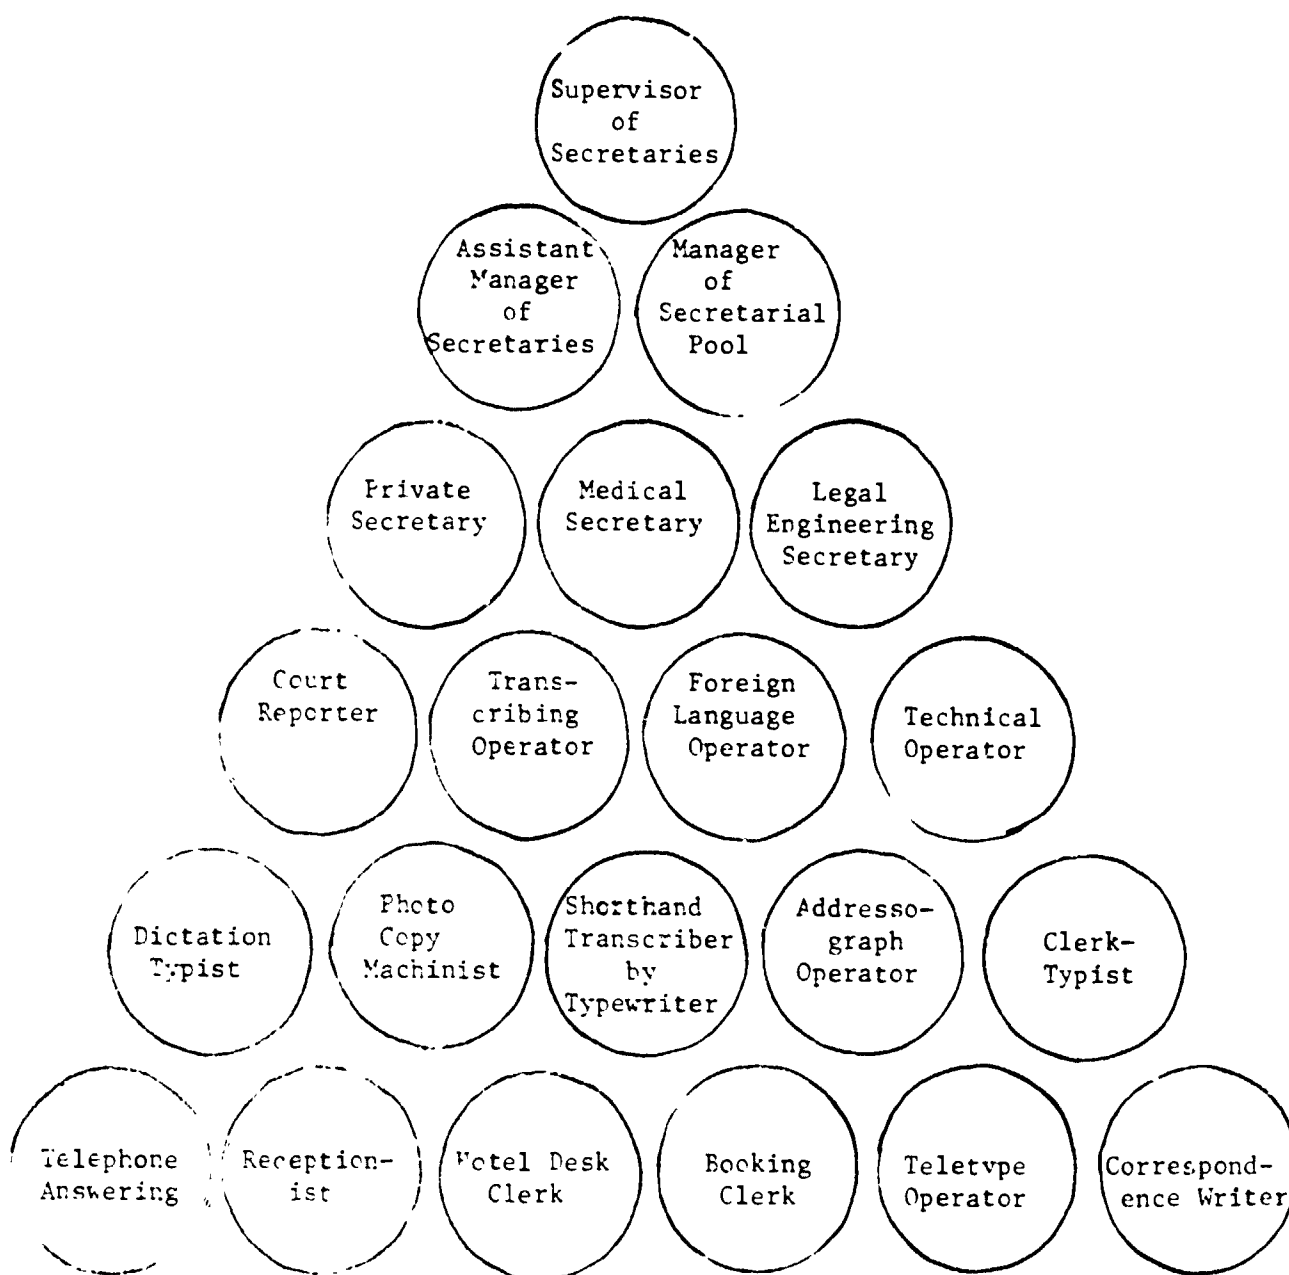 Supervisor
of
Secretaries
Assistant
Manager
of
Secretaries
Manager
of
Secretarial
Pool
Private
Secretary
Medical
Secretary
Legal
Engineering
Secretary
Court
Reporter
Trans-
cribing
Operator
Foreign
Language
Operator
Technical
Operator
Dictation
Typist
Photo
Copy
Machinist
Shorthand
Transcriber
by
Typewriter
Addresso-
graph
Operator
Clerk-
Typist
Telephone
Answering
Reception-
ist
Hotel Desk
Clerk
Booking
Clerk
Teletype
Operator
Correspond-
ence Writer